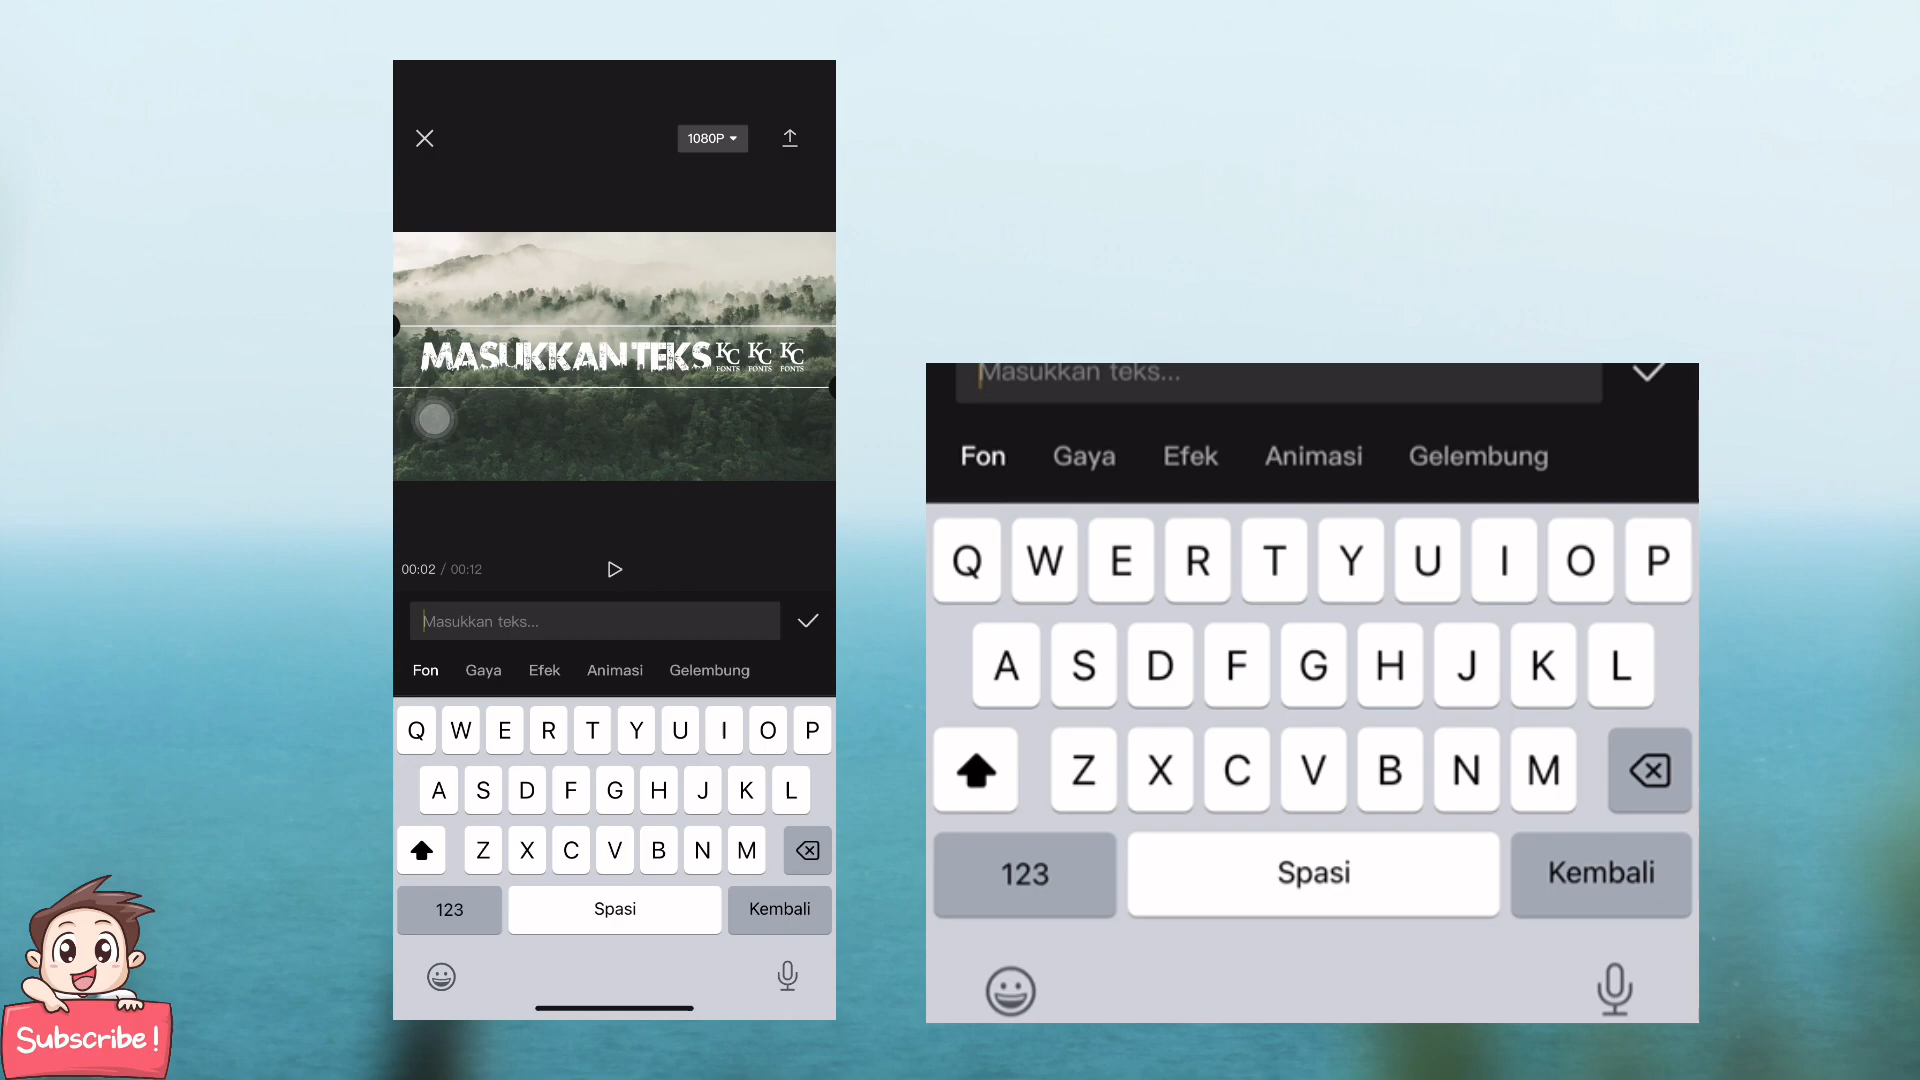 1080P
MASUKKAN TEKS KC FONTS KC FONTS KC FONTS
00:02 / 00:12
Masukkan teks...
Fon Gaya Efek Animasi Gelembung
Q W E R T Y U I O P
A S D F G H J K L
Z X C V B N M
123 Spasi Kembali
Masukkan teks...
Fon Gaya Efek Animasi Gelembung
Q W E R T Y U I O P
A S D F G H J K L
Z X C V B N M
123 Spasi Kembali
Subscribe!